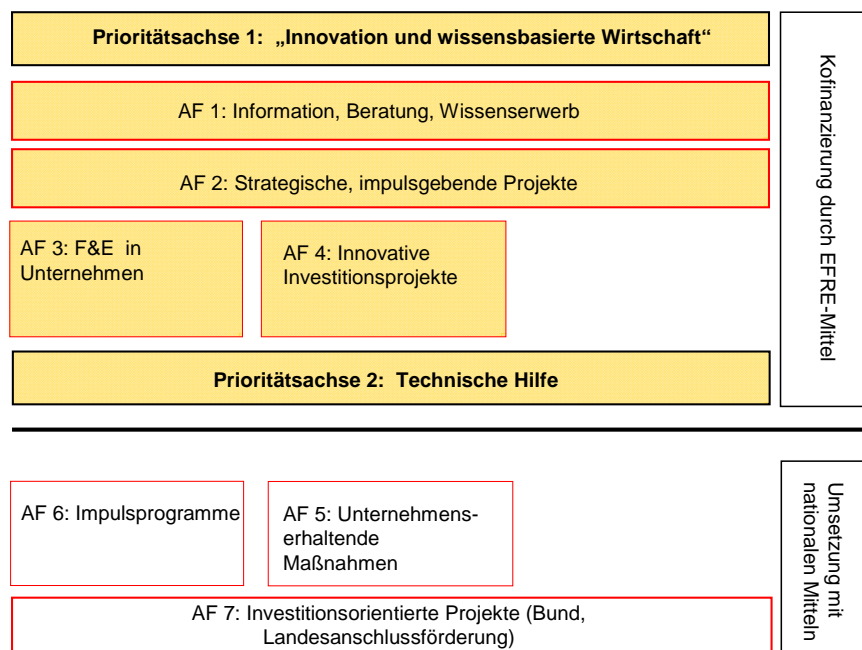 Prioritätsachse 1: „Innovation und wissensbasierte Wirtschaft“
AF 1: Information, Beratung, Wissenserwerb
AF 2: Strategische, impulsgebende Projekte
AF 3: F&E in
Unternehmen
AF 4: Innovative
Investitionsprojekte
Prioritätsachse 2: Technische Hilfe
Kofinanzierung durch EFRE-Mittel
AF 6: Impulsprogramme
AF 5: Unternehmens-
erhaltende
Maßnahmen
AF 7: Investitionsorientierte Projekte (Bund,
Landesanschlussförderung)
Umsetzung mit
nationalen Mitteln